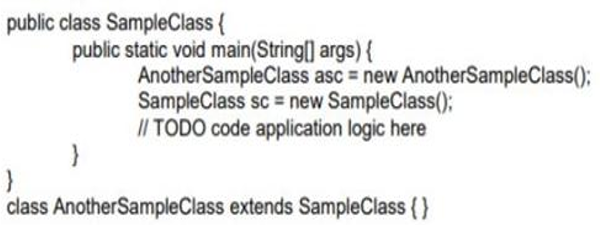 public class SampleClass {
public static void main(String[] args) {
AnotherSampleClass asc = new AnotherSampleClass();
SampleClass sc = new SampleClass();
// TODO code application logic here
}
}
class AnotherSampleClass extends SampleClass { }